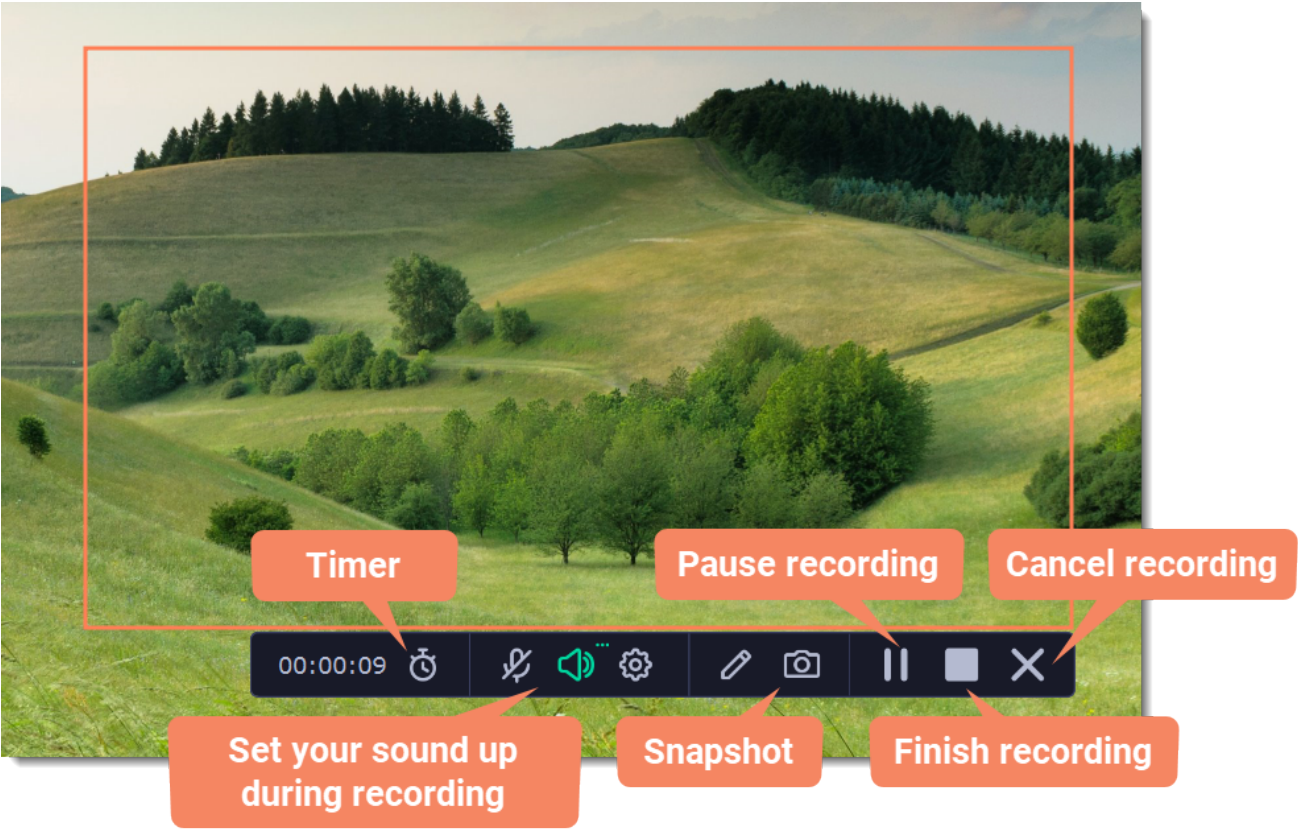 Timer
Pause recording
Cancel recording
00:00:09
Set your sound up
during recording
Snapshot
Finish recording